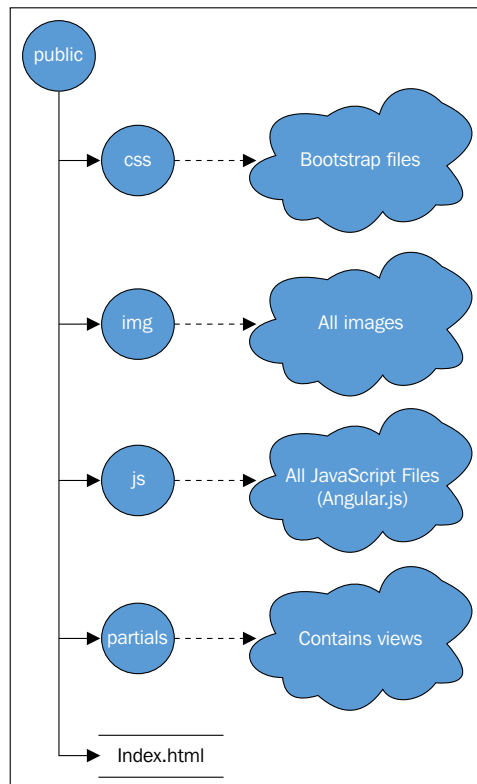 public
css
Bootstrap files
img
All images
js
All JavaScript Files
(Angular.js)
partials
Contains views
Index.html